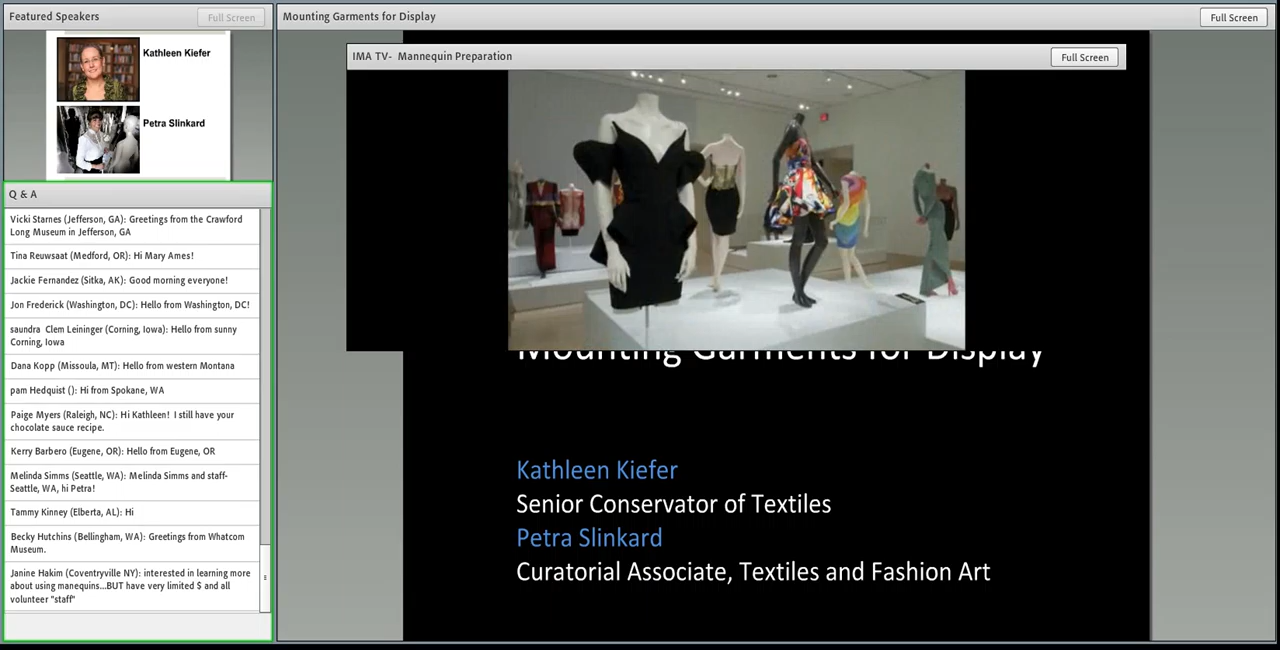 Featured Speakers
Full Screen
Kathleen Kiefer
Petra Slinkard
Q & A
Vicki Starnes (Jefferson, GA): Greetings from the Crawford
Long Museum in Jefferson, GA
Tina Reuwsaat (Medford, OR): Hi Mary Ames!
Jackie Fernandez (Sitka, AK): Good morning everyone!
Jon Frederick (Washington, DC): Hello from Washington, DC!
saundra Clem Leininger (Corning, Iowa): Hello from sunny
Corning, Iowa
Dana Kopp (Missoula, MT): Hello from western Montana
pam Hedquist (): Hi from Spokane, WA
Paige Myers (Raleigh, NC): Hi Kathleen! I still have your
chocolate sauce recipe.
Kerry Barbero (Eugene, OR): Hello from Eugene, OR
Melinda Simms (Seattle, WA): Melinda Simms and staff-
Seattle, WA, hi Petra!
Tammy Kinney (Elberta, AL): Hi
Becky Hutchins (Bellingham, WA): Greetings from Whatcom
Museum.
Janine Hakim (Coventryville NY): interested in learning more
about using manequins...BUT have very limited $ and all
volunteer "staff"
Mounting Garments for Display
Full Screen
IMA TV- Mannequin Preparation
Full Screen
Mounting Garments for Display
Kathleen Kiefer
Senior Conservator of Textiles
Petra Slinkard
Curatorial Associate, Textiles and Fashion Art